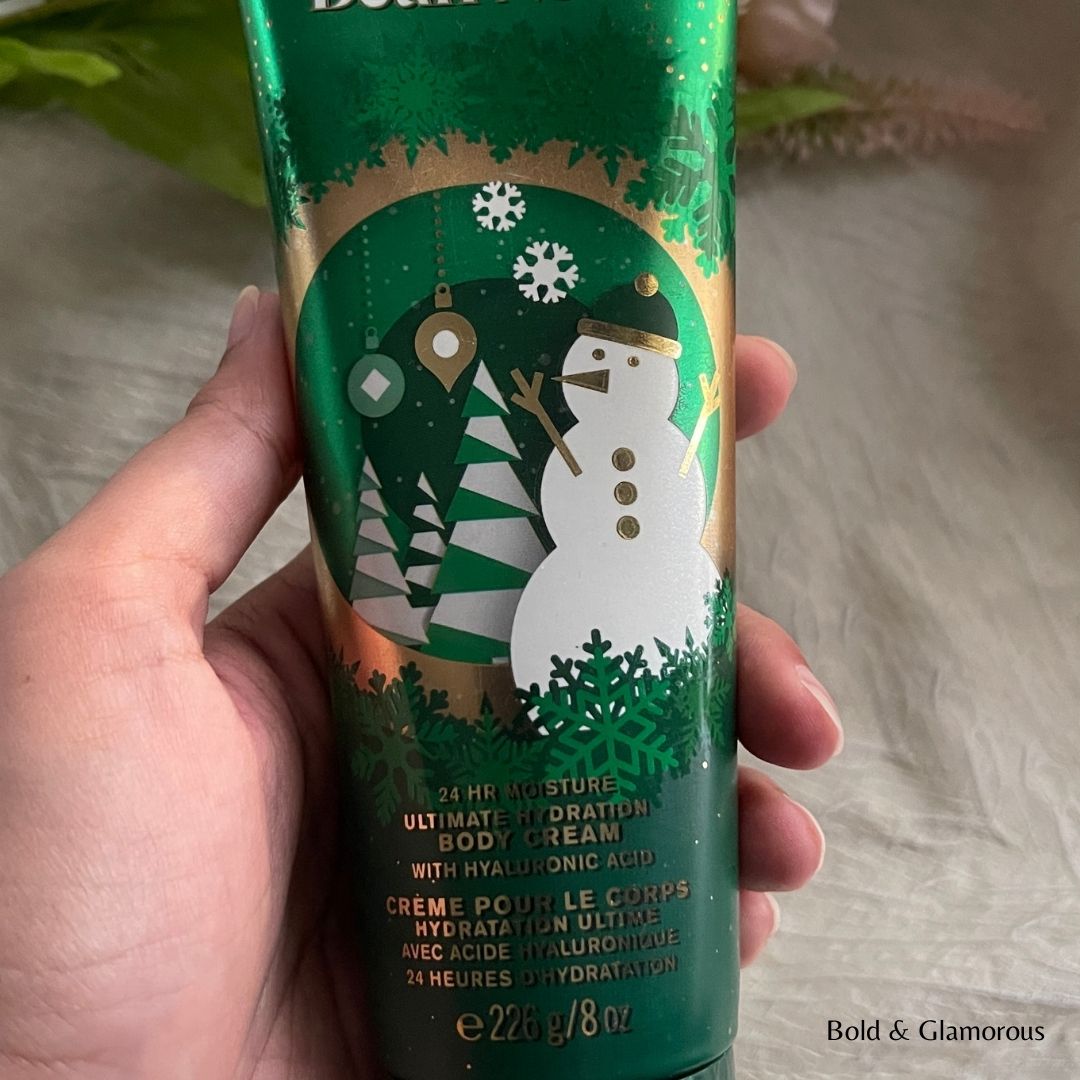 24 HR MOISTURE
ULTIMATE HYDRATION
BODY CREAM
WITH HYALURONIC ACID
CRÈME POUR LE CORPS
HYDRATATION ULTIME
AVEC ACIDE HYALURONIQUE
24 HEURES D'HYDRATATION
e 226 g/8 oz
Bold & Glamorous